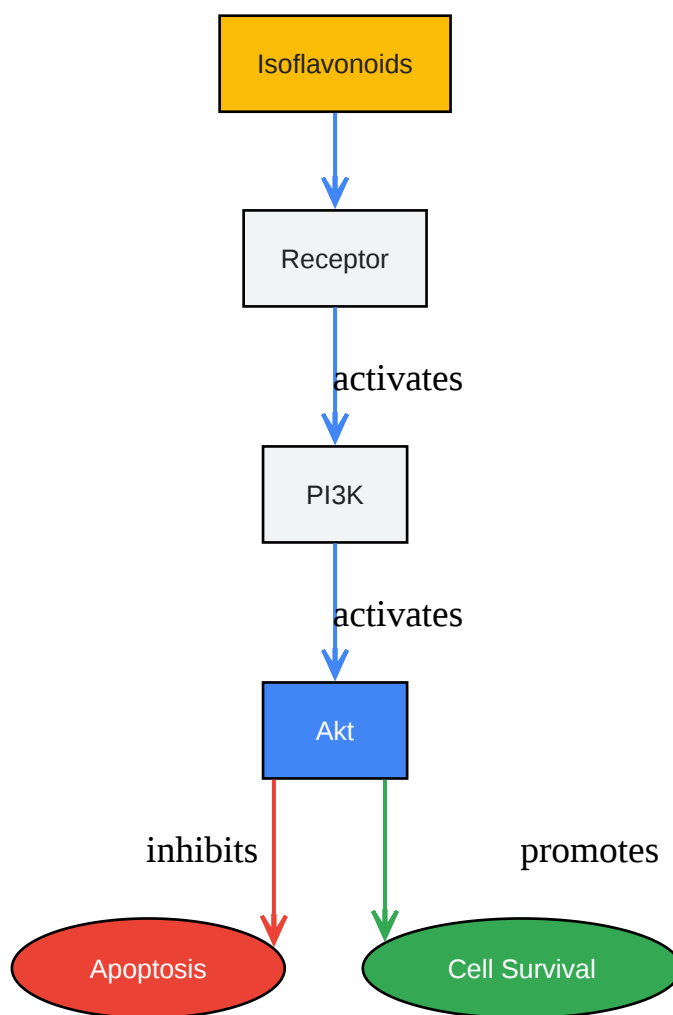 Isoflavonoids
Receptor
activates
PI3K
activates
Akt
inhibits
promotes
Apoptosis
Cell Survival